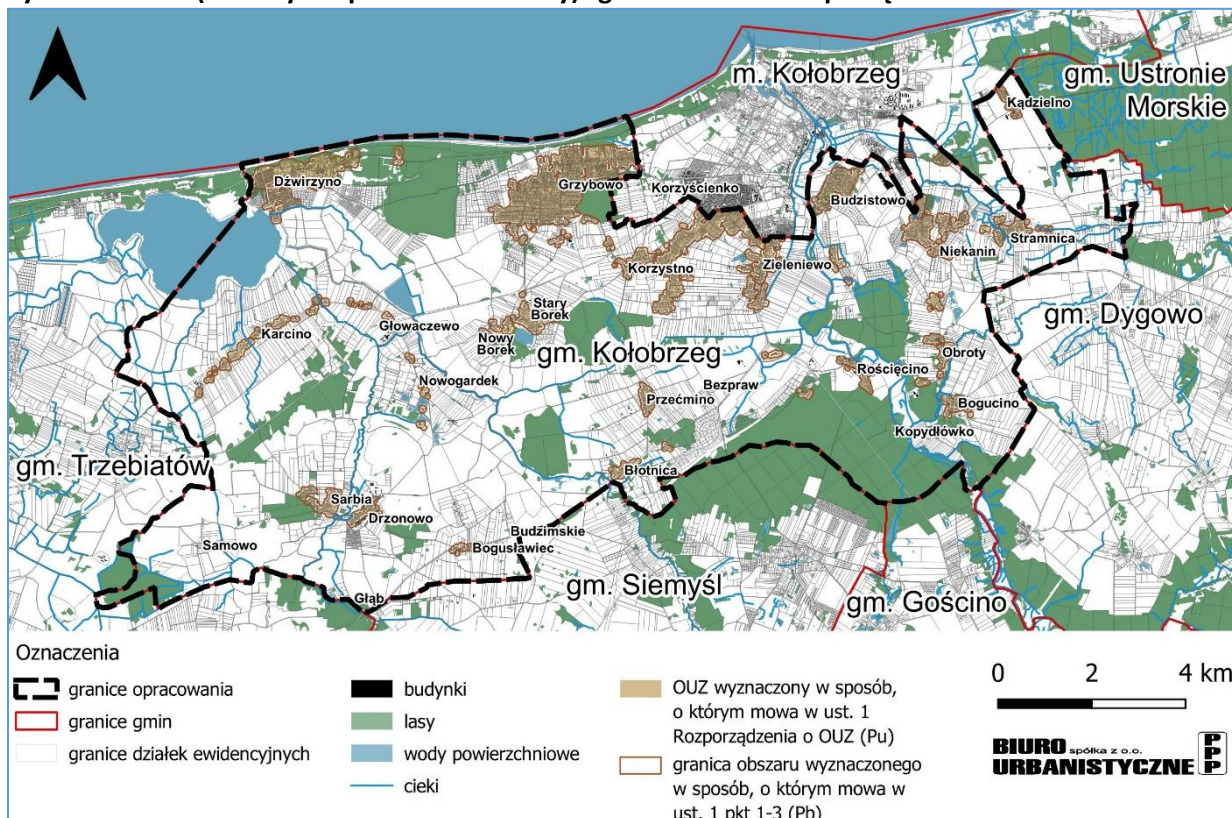 m. Kołobrzeg
gm. Ustronie
Morskie
Kądzielno
Dźwirzyno
Grzybowo
Korzyścienko
Budzistowo
Niekanin
Stramnica
Korzystno
Zieleniewo
gm. Dygowo
Stary
Borek
Nowy
Borek
Karcino
Głowaczewo
gm. Kołobrzeg
Obroty
Nowogardek
Bezpraw
Rościęcino
Przećmino
Bogucino
Kopydłówko
gm. Trzebiatów
Błotnica
Sarbia
Drzonowo
Budzimskie
Samowo
Bogusławiec
gm. Siemyśl
Głąb
gm. Gościno
Oznaczenia
granice opracowania
granice gmin
granice działek ewidencyjnych
budynki
lasy
wody powierzchniowe
cieki
OUZ wyznaczony w sposób,
o którym mowa w ust. 1
Rozporządzenia o OUZ (Pu)
granica obszaru wyznaczonego
w sposób, o którym mowa w
ust. 1 pkt 1-3 (Pb)
0 2 4 km
BIURO spółka z o.o.
URBANISTYCZNE
PPP